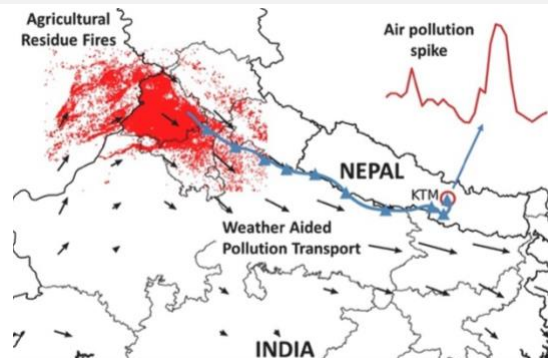 Agricultural
Residue Fires
Air pollution
spike
NEPAL
KTM
Weather Aided
Pollution Transport
INDIA